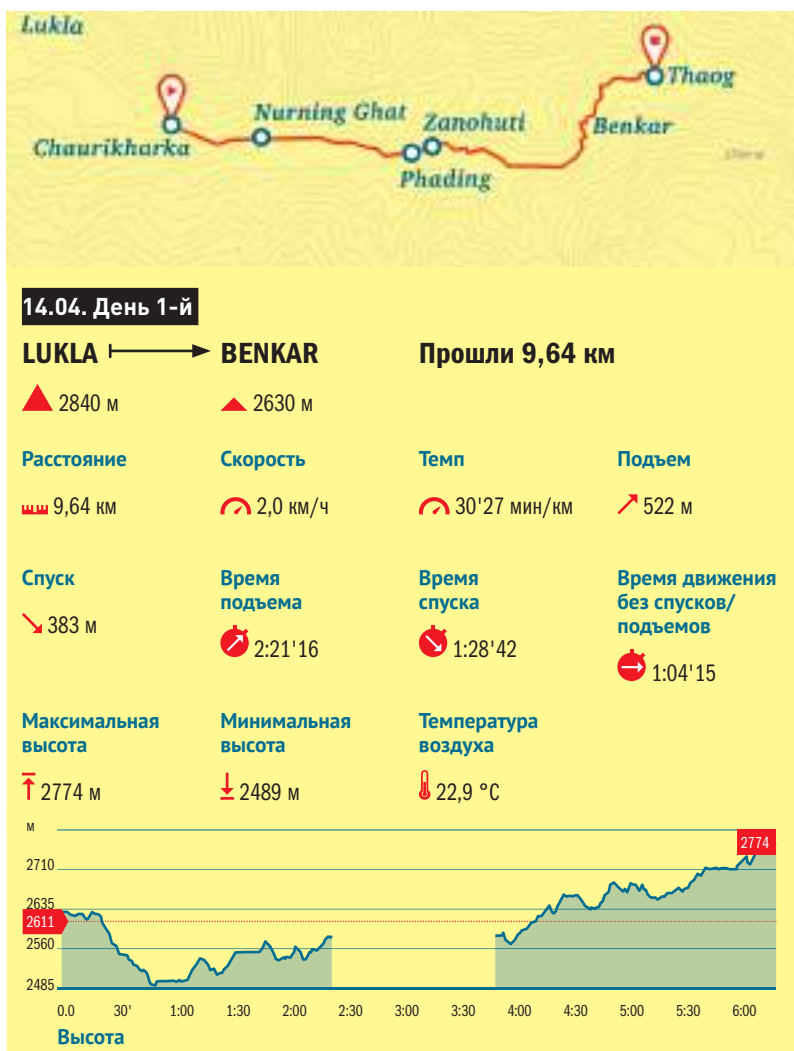 Lukla
Thaog
Nurning Ghat
Zanohuti
Benkar
Chaurikharka
Phading
14.04. День 1-й
LUKLA BENKAR Прошли 9,64 км
2840 м 2630 м
Расстояние Скорость Темп Подъем
9,64 км 2,0 км/ч 30'27 мин/км 522 м
Спуск Время Время Время движения
подъема спуска без спусков/
подъемов
383 м 2:21'16 1:28'42 1:04'15
Максимальная Минимальная Температура
высота высота воздуха
2774 м 2489 м 22,9 °C
м
2774
2710
2635
2611
2560
2485
0.0 30' 1:00 1:30 2:00 2:30 3:00 3:30 4:00 4:30 5:00 5:30 6:00
Высота